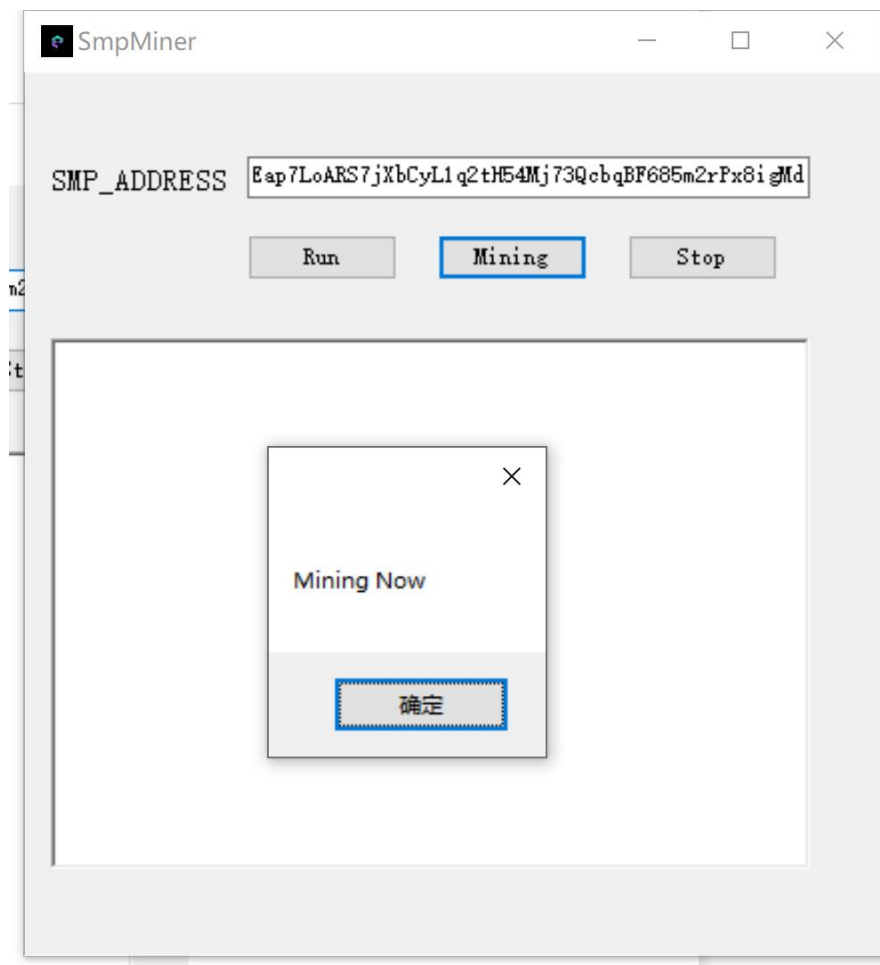 SmpMiner
SMP_ADDRESS Eap7LoARS7jXbCyL1q2tH54Mj73QcbqBF685m2rPx8igMd
Run Mining Stop
Mining Now
确定